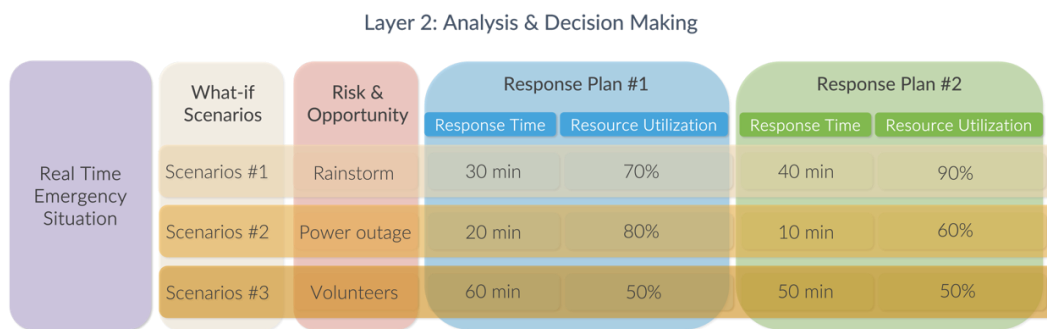 Layer 2: Analysis & Decision Making
Real Time
Emergency
Situation
What-if
Scenarios
Risk &
Opportunity
Response Plan #1
Response Plan #2
Response Time
Resource Utilization
Response Time
Resource Utilization
Scenarios #1
Rainstorm
30 min
70%
40 min
90%
Scenarios #2
Power outage
20 min
80%
10 min
60%
Scenarios #3
Volunteers
60 min
50%
50 min
50%